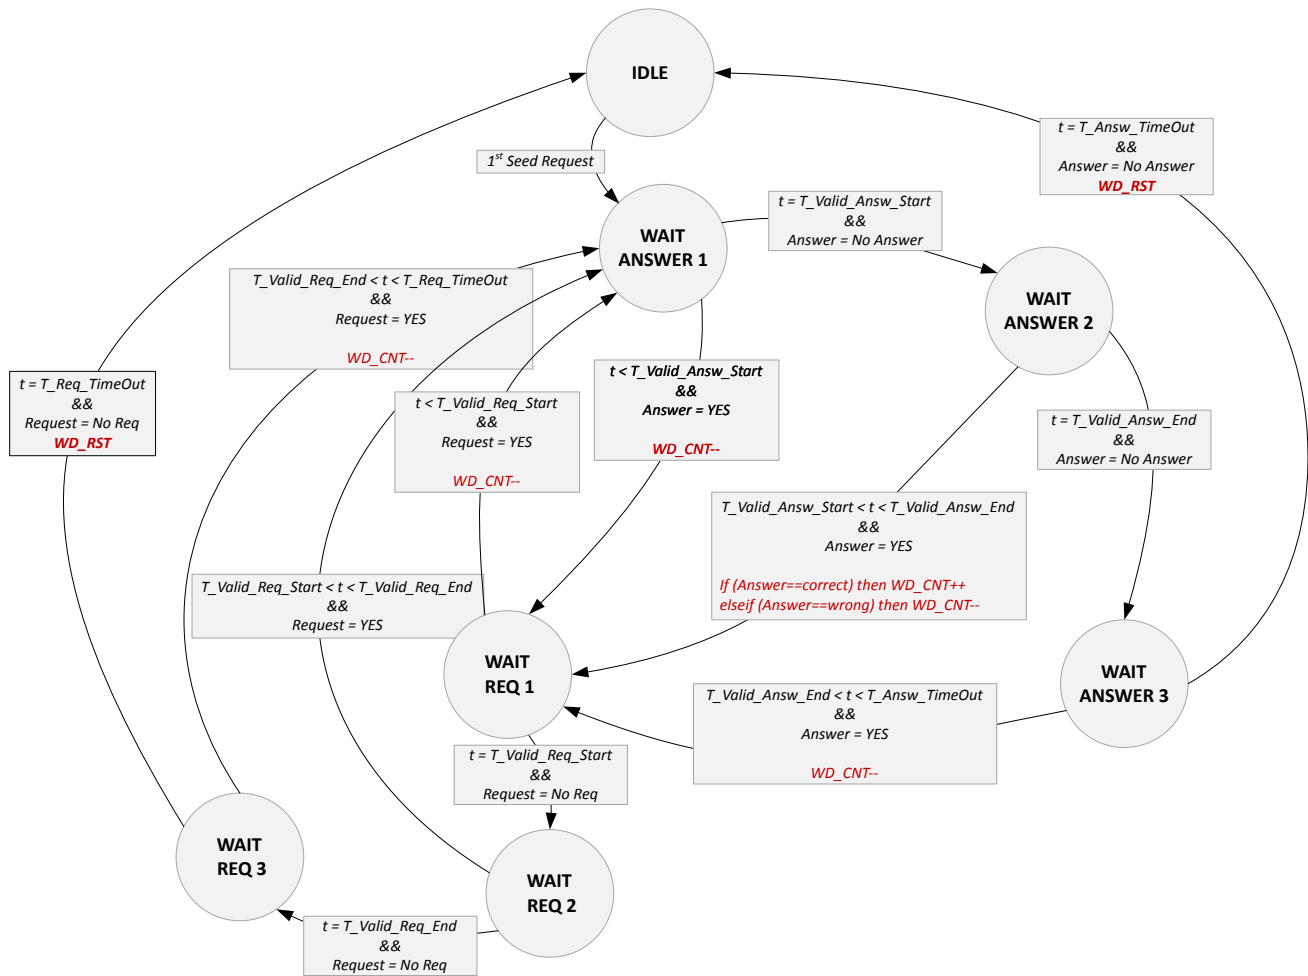 IDLE
t = T_Answ_TimeOut
&&
Answer = No Answer
WD_RST
1st Seed Request
WAIT
ANSWER 1
t = T_Valid_Answ_Start
&&
Answer = No Answer
T_Valid_Req_End < t < T_Req_TimeOut
&&
Request = YES
WD_CNT--
WAIT
ANSWER 2
t = T_Req_TimeOut
&&
Request = No Req
WD_RST
t < T_Valid_Req_Start
&&
Request = YES
WD_CNT--
t < T_Valid_Answ_Start
&&
Answer = YES
WD_CNT--
t = T_Valid_Answ_End
&&
Answer = No Answer
T_Valid_Answ_Start < t < T_Valid_Answ_End
&&
Answer = YES
If (Answer==correct) then WD_CNT++
elseif (Answer==wrong) then WD_CNT--
T_Valid_Req_Start < t < T_Valid_Req_End
&&
Request = YES
WAIT
REQ 1
WAIT
ANSWER 3
T_Valid_Answ_End < t < T_Answ_TimeOut
&&
Answer = YES
WD_CNT--
t = T_Valid_Req_Start
&&
Request = No Req
WAIT
REQ 3
WAIT
REQ 2
t = T_Valid_Req_End
&&
Request = No Req